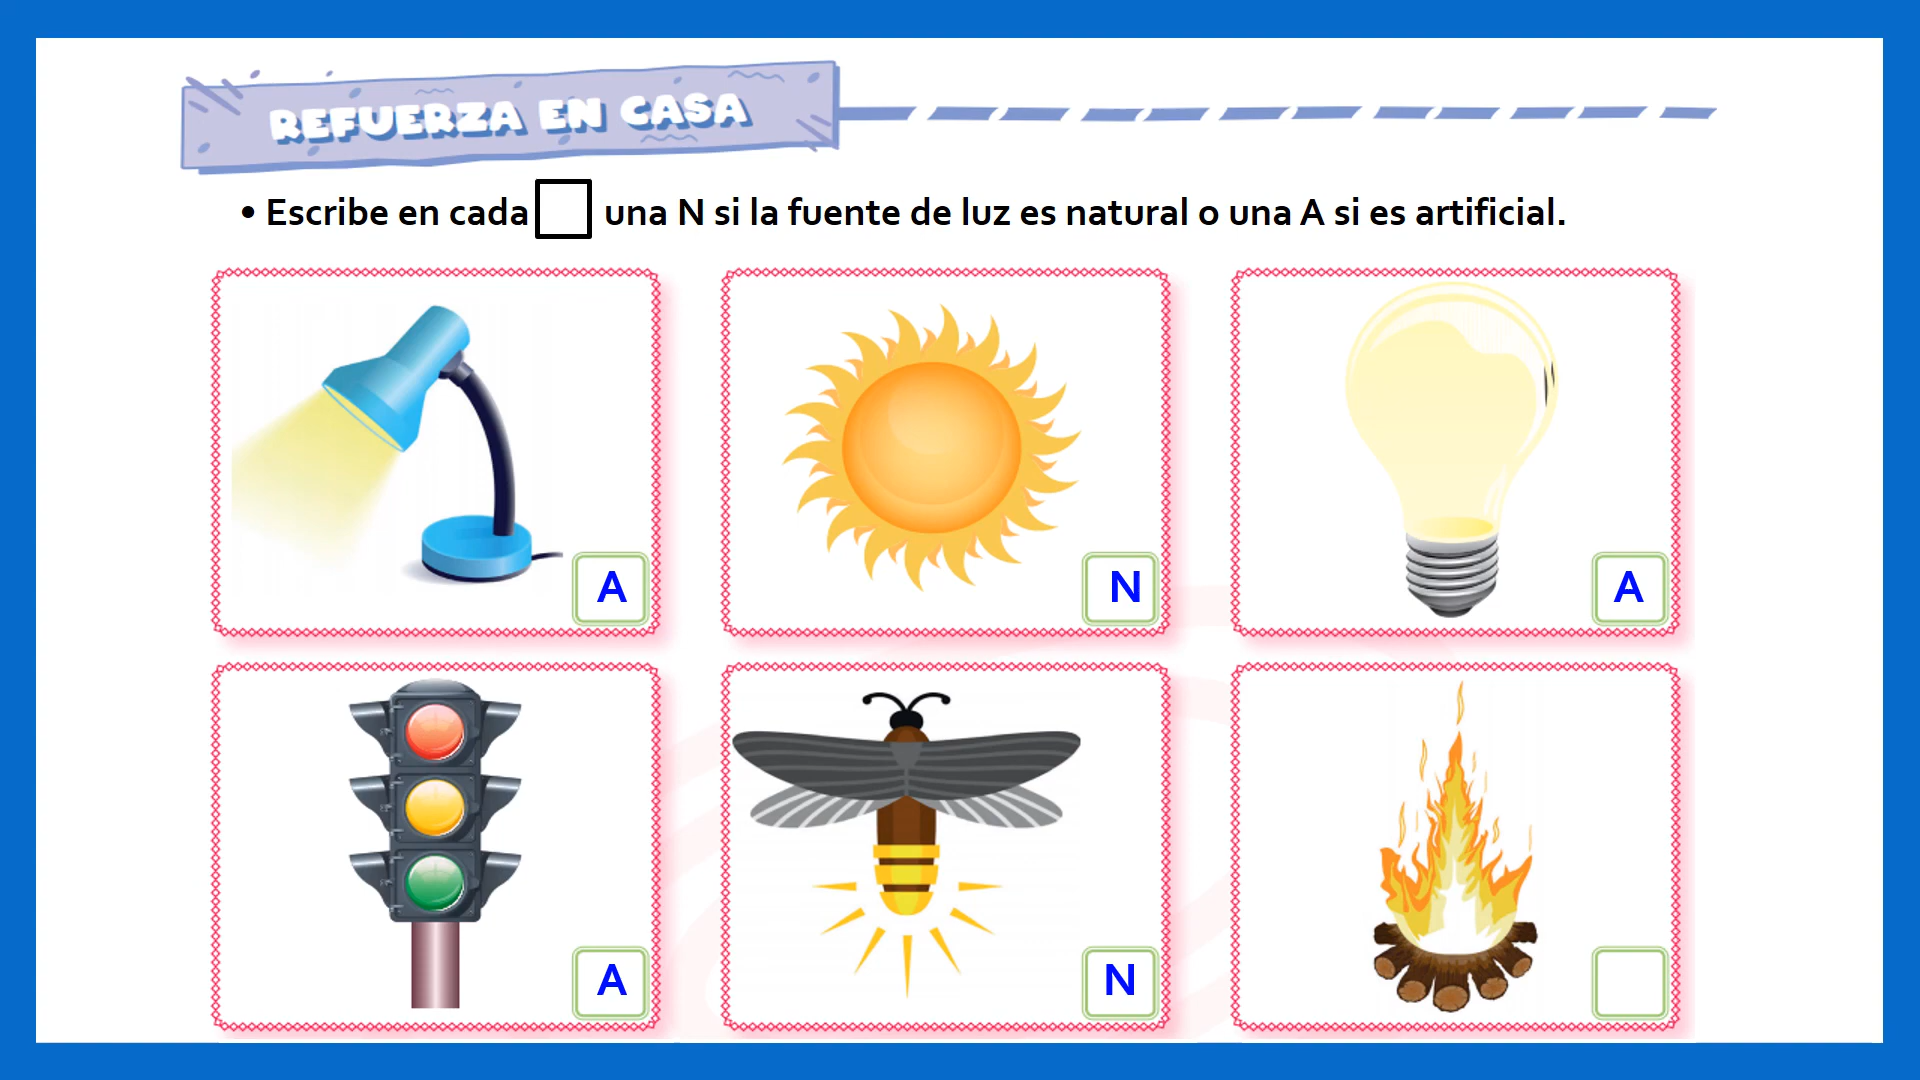 REFUERZA EN CASA
• Escribe en cada una N si la fuente de luz es natural o una A si es artificial.
A
N
A
A
N